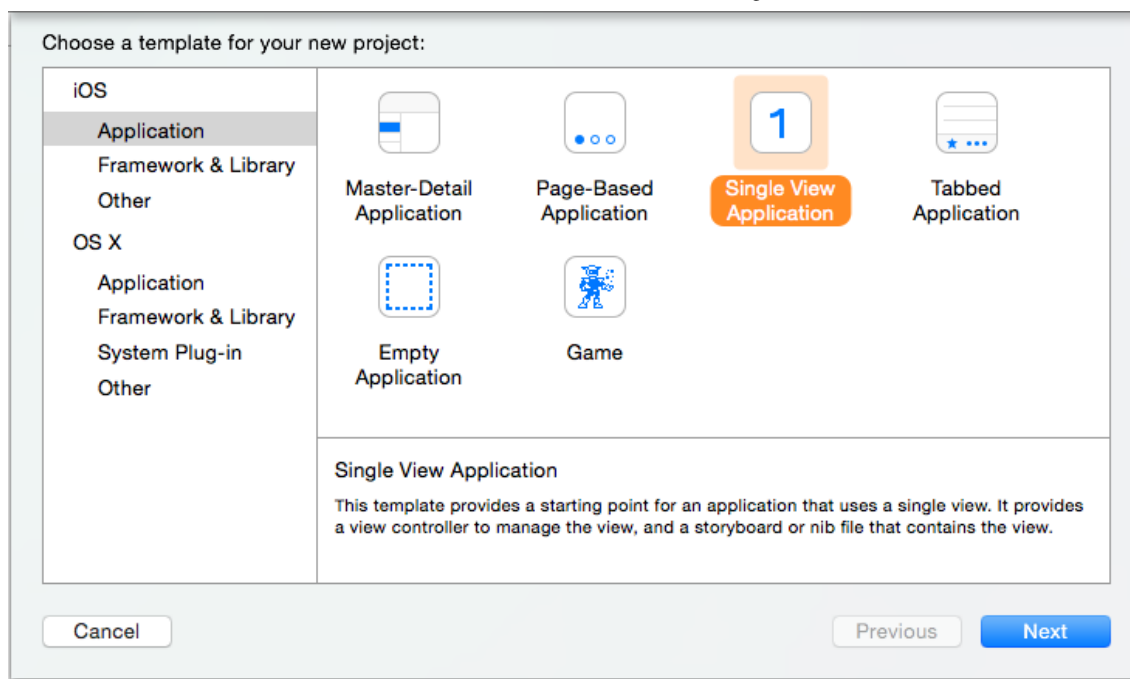 Choose a template for your new project:
iOS
Application
Framework & Library
Other
OS X
Application
Framework & Library
System Plug-in
Other
Master-Detail
Application
Page-Based
Application
1
Single View
Application
Tabbed
Application
Empty
Application
Game
Single View Application
This template provides a starting point for an application that uses a single view. It provides
a view controller to manage the view, and a storyboard or nib file that contains the view.
Cancel
Previous
Next